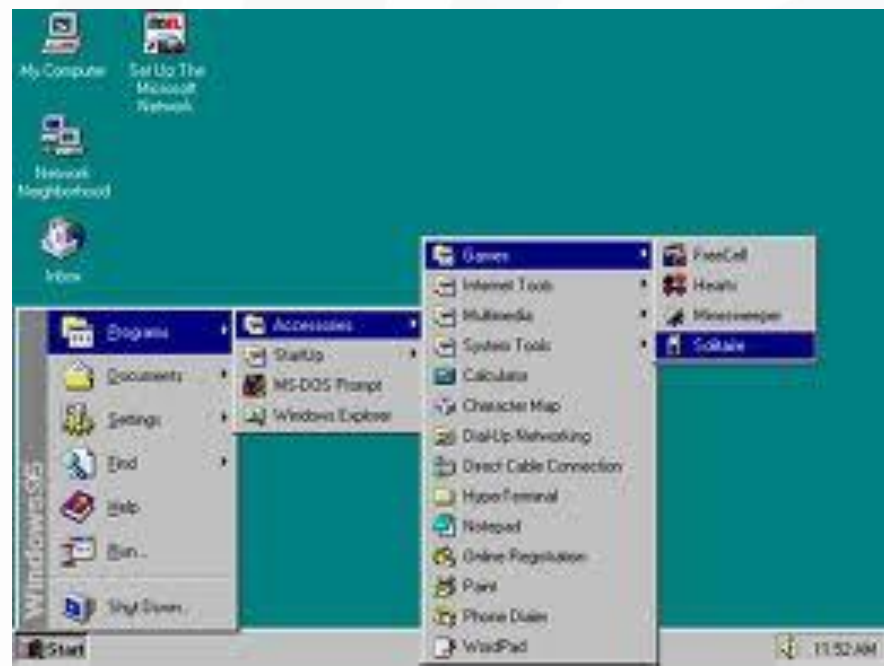 My Computer
Set Up The
Microsoft
Network
Network
Neighborhood
Inbox
Programs
Documents
Settings
Find
Help
Run...
Shut Down...
Windows95
Accessories
StartUp
MS-DOS Prompt
Windows Explorer
Games
Internet Tools
Multimedia
System Tools
Calculator
Character Map
Dial-Up Networking
Direct Cable Connection
HyperTerminal
Notepad
Online Registration
Paint
Phone Dialer
WordPad
FreeCell
Hearts
Minesweeper
Solitaire
Start
11:52 AM